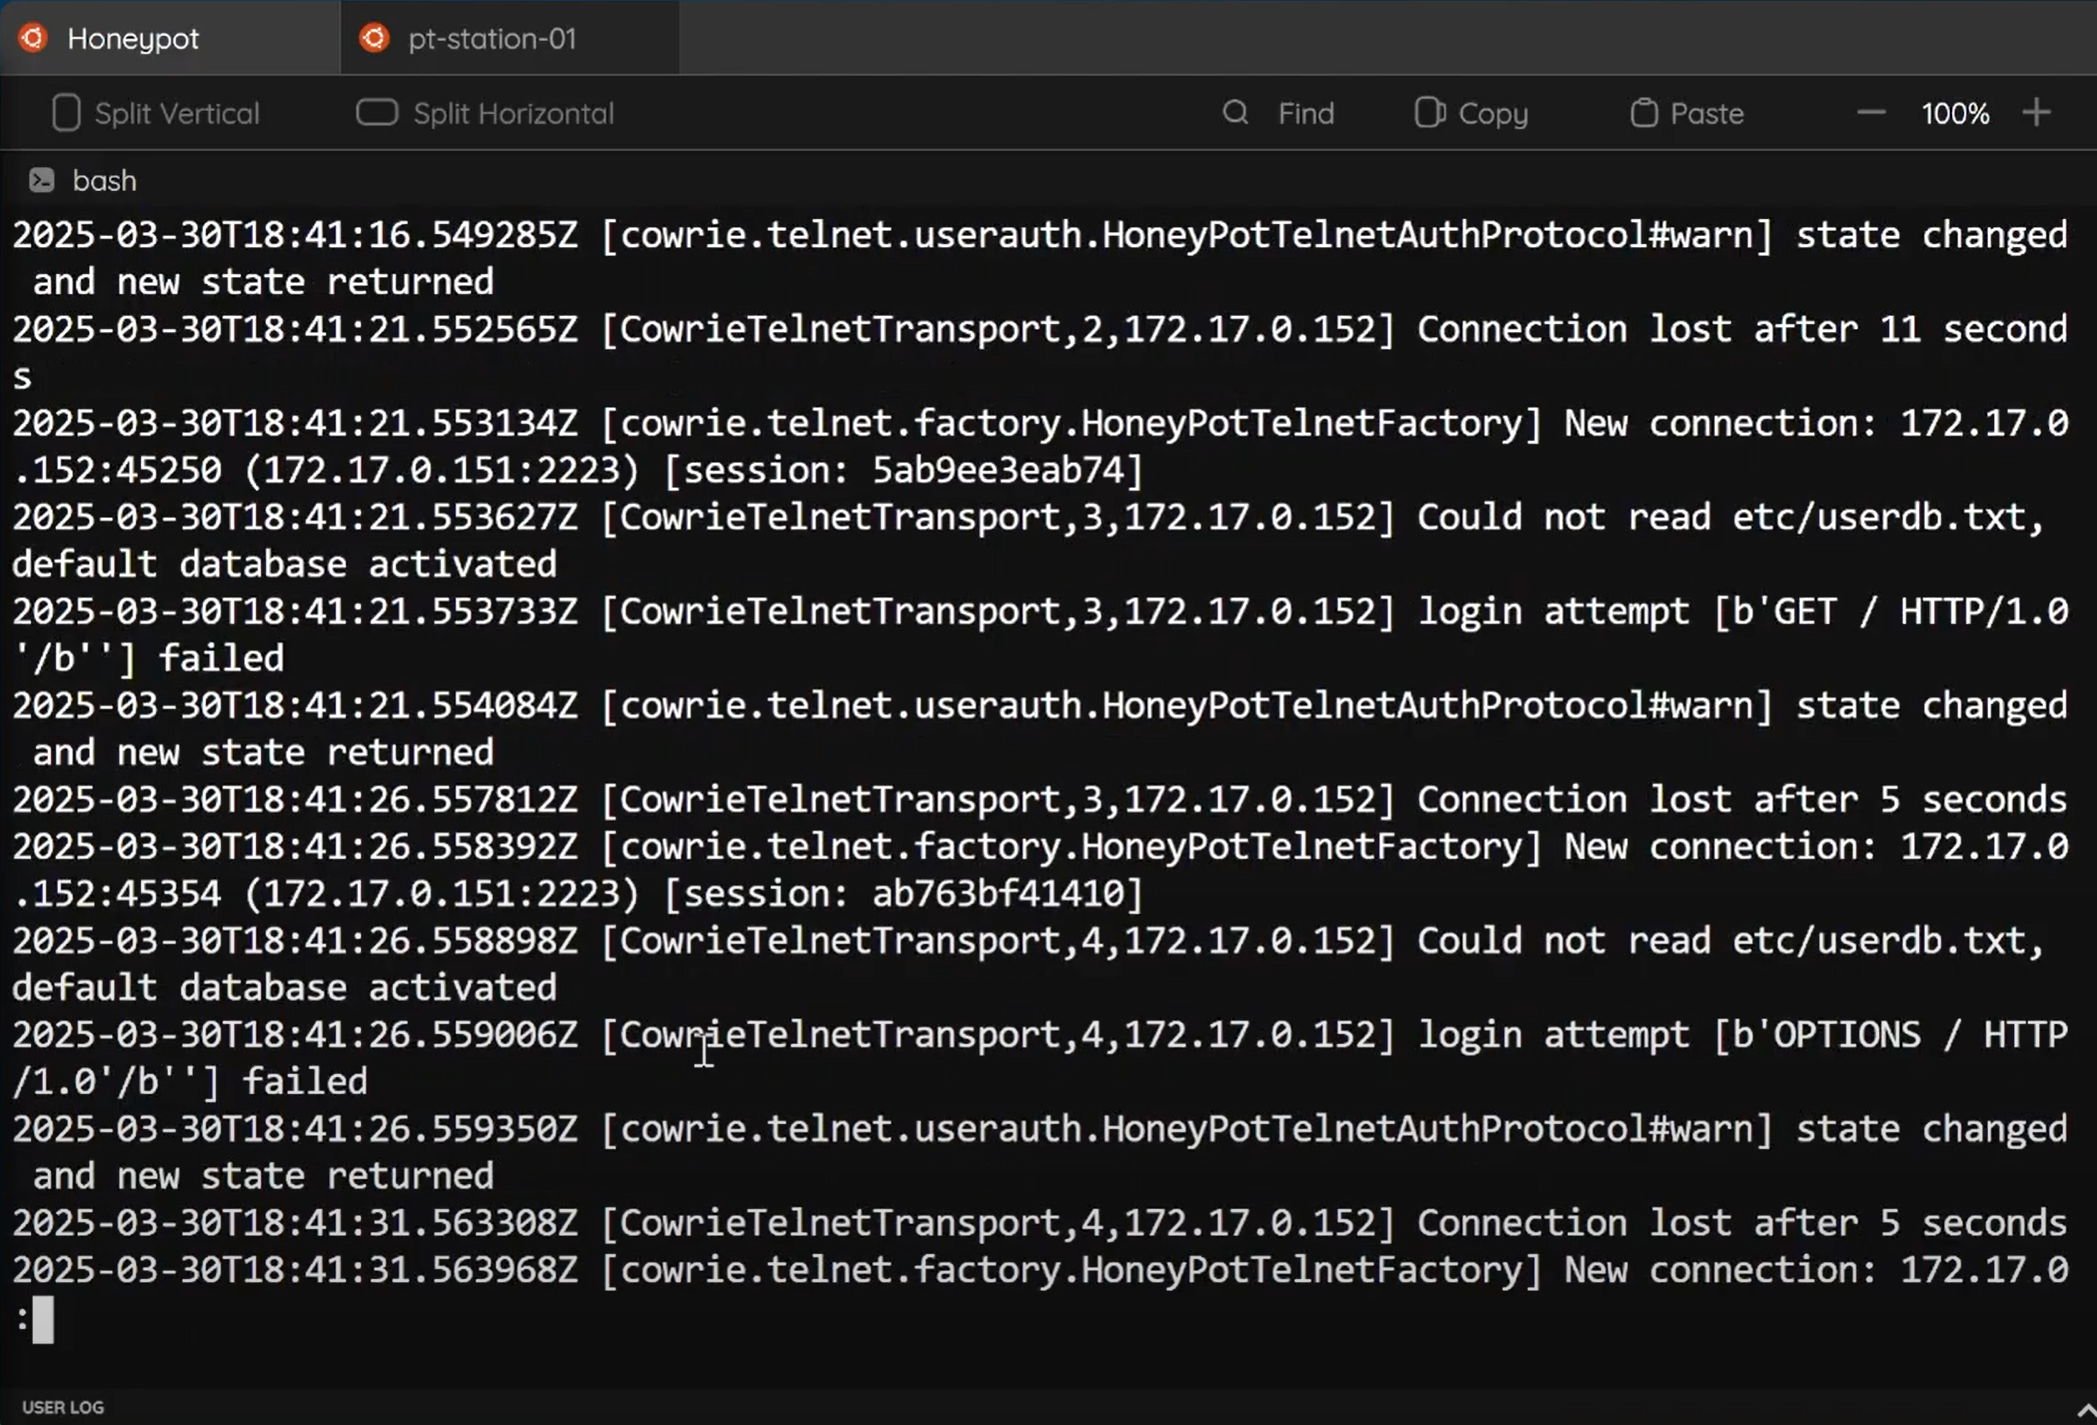 Honeypot
pt-station-01
Split Vertical
Split Horizontal
Find
Copy
Paste
100%
bash
2025-03-30T18:41:16.549285Z [cowrie.telnet.userauth.HoneyPotTelnetAuthProtocol#warn] state changed
 and new state returned
2025-03-30T18:41:21.552565Z [CowrieTelnetTransport,2,172.17.0.152] Connection lost after 11 second
s
2025-03-30T18:41:21.553134Z [cowrie.telnet.factory.HoneyPotTelnetFactory] New connection: 172.17.0
.152:45250 (172.17.0.151:2223) [session: 5ab9ee3eab74]
2025-03-30T18:41:21.553627Z [CowrieTelnetTransport,3,172.17.0.152] Could not read etc/userdb.txt,
default database activated
2025-03-30T18:41:21.553733Z [CowrieTelnetTransport,3,172.17.0.152] login attempt [b'GET / HTTP/1.0
'/b''] failed
2025-03-30T18:41:21.554084Z [cowrie.telnet.userauth.HoneyPotTelnetAuthProtocol#warn] state changed
 and new state returned
2025-03-30T18:41:26.557812Z [CowrieTelnetTransport,3,172.17.0.152] Connection lost after 5 seconds
2025-03-30T18:41:26.558392Z [cowrie.telnet.factory.HoneyPotTelnetFactory] New connection: 172.17.0
.152:45354 (172.17.0.151:2223) [session: ab763bf41410]
2025-03-30T18:41:26.558898Z [CowrieTelnetTransport,4,172.17.0.152] Could not read etc/userdb.txt,
default database activated
2025-03-30T18:41:26.559006Z [CowrieTelnetTransport,4,172.17.0.152] login attempt [b'OPTIONS / HTTP
/1.0'/b''] failed
2025-03-30T18:41:26.559350Z [cowrie.telnet.userauth.HoneyPotTelnetAuthProtocol#warn] state changed
 and new state returned
2025-03-30T18:41:31.563308Z [CowrieTelnetTransport,4,172.17.0.152] Connection lost after 5 seconds
2025-03-30T18:41:31.563968Z [cowrie.telnet.factory.HoneyPotTelnetFactory] New connection: 172.17.0
:
USER LOG